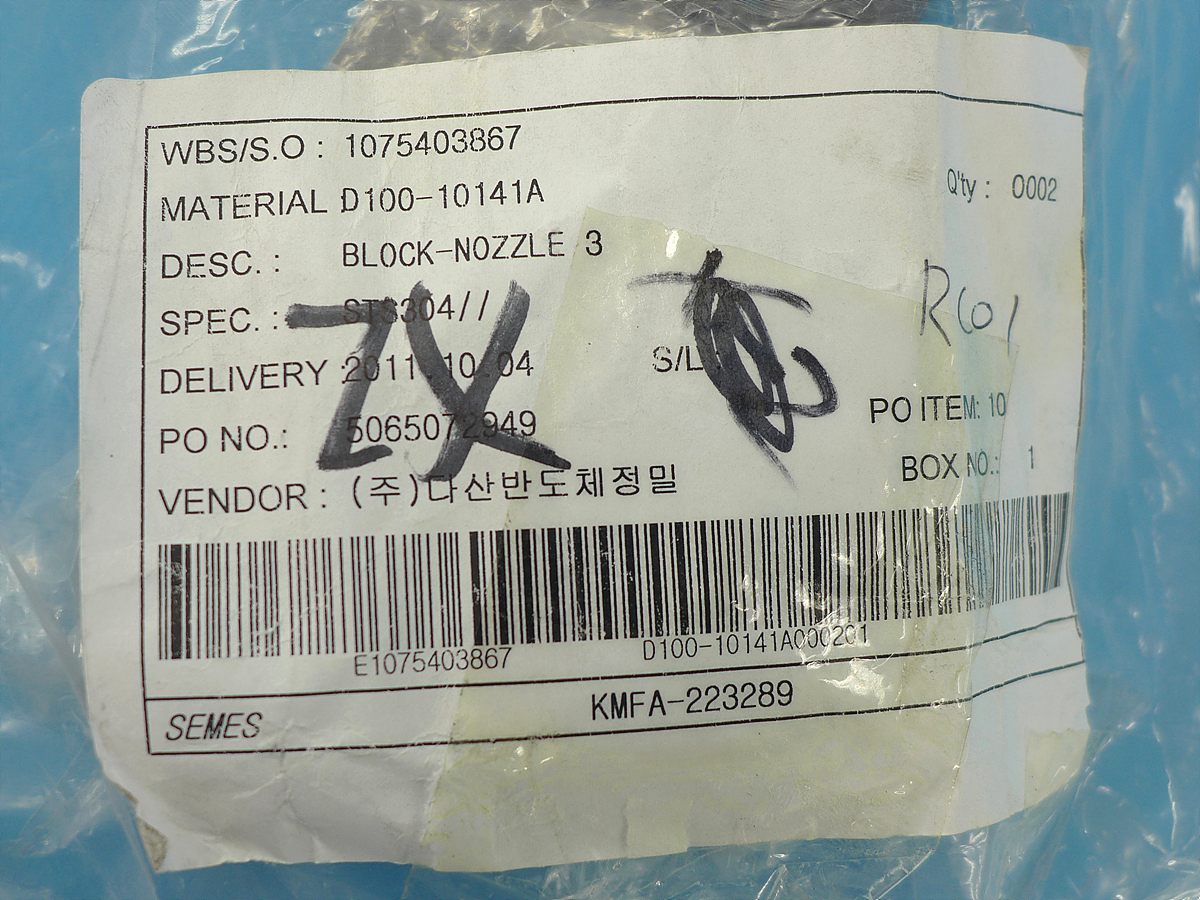 WBS/S.O : 1075403867
MATERIAL : D100-10141A Q'ty : 0002
DESC. : BLOCK-NOZZLE 3
SPEC. : STS304//
ZX
DELIVERY : 2011 10 04 S/L
PO NO.: 5065072949 PO ITEM: 10
VENDOR : (주)다산반도체정밀 BOX NO.: 1
E1075403867 D100-10141A000201
SEMES KMFA-223289